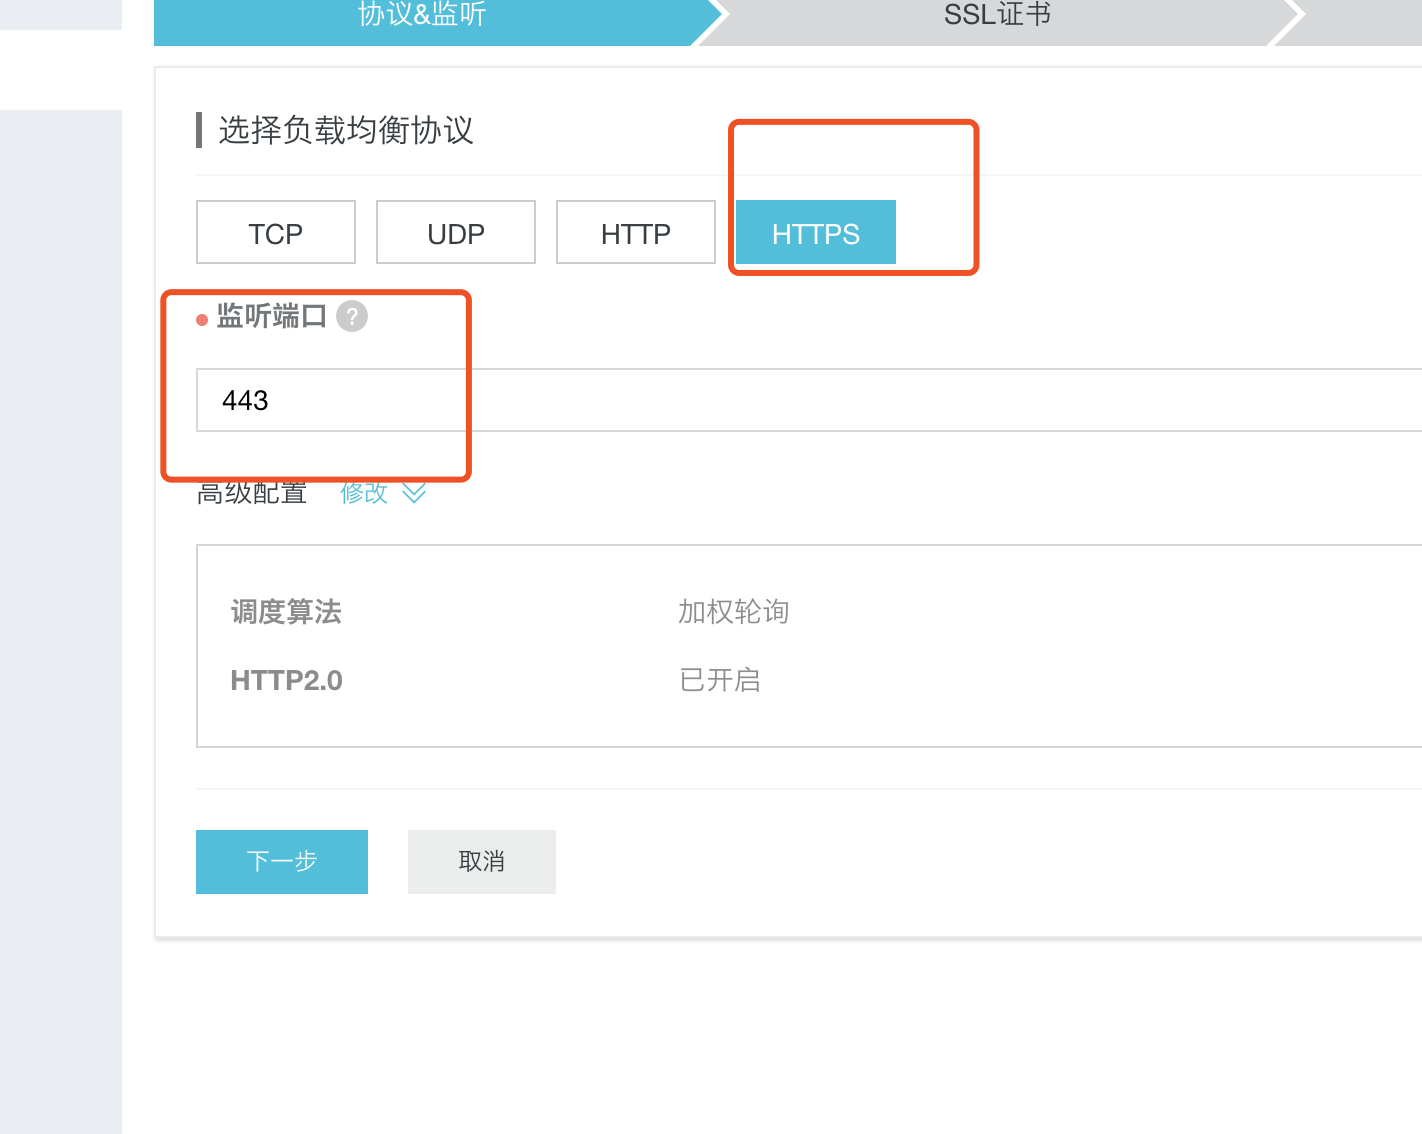 协议&监听
SSL证书
选择负载均衡协议
TCP
UDP
HTTP
HTTPS
监听端口 ?
443
高级配置 修改
调度算法 加权轮询
HTTP2.0 已开启
下一步
取消